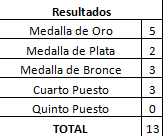 Resultados
Medalla de Oro 5
Medalla de Plata 2
Medalla de Bronce 3
Cuarto Puesto 3
Quinto Puesto 0
TOTAL 13